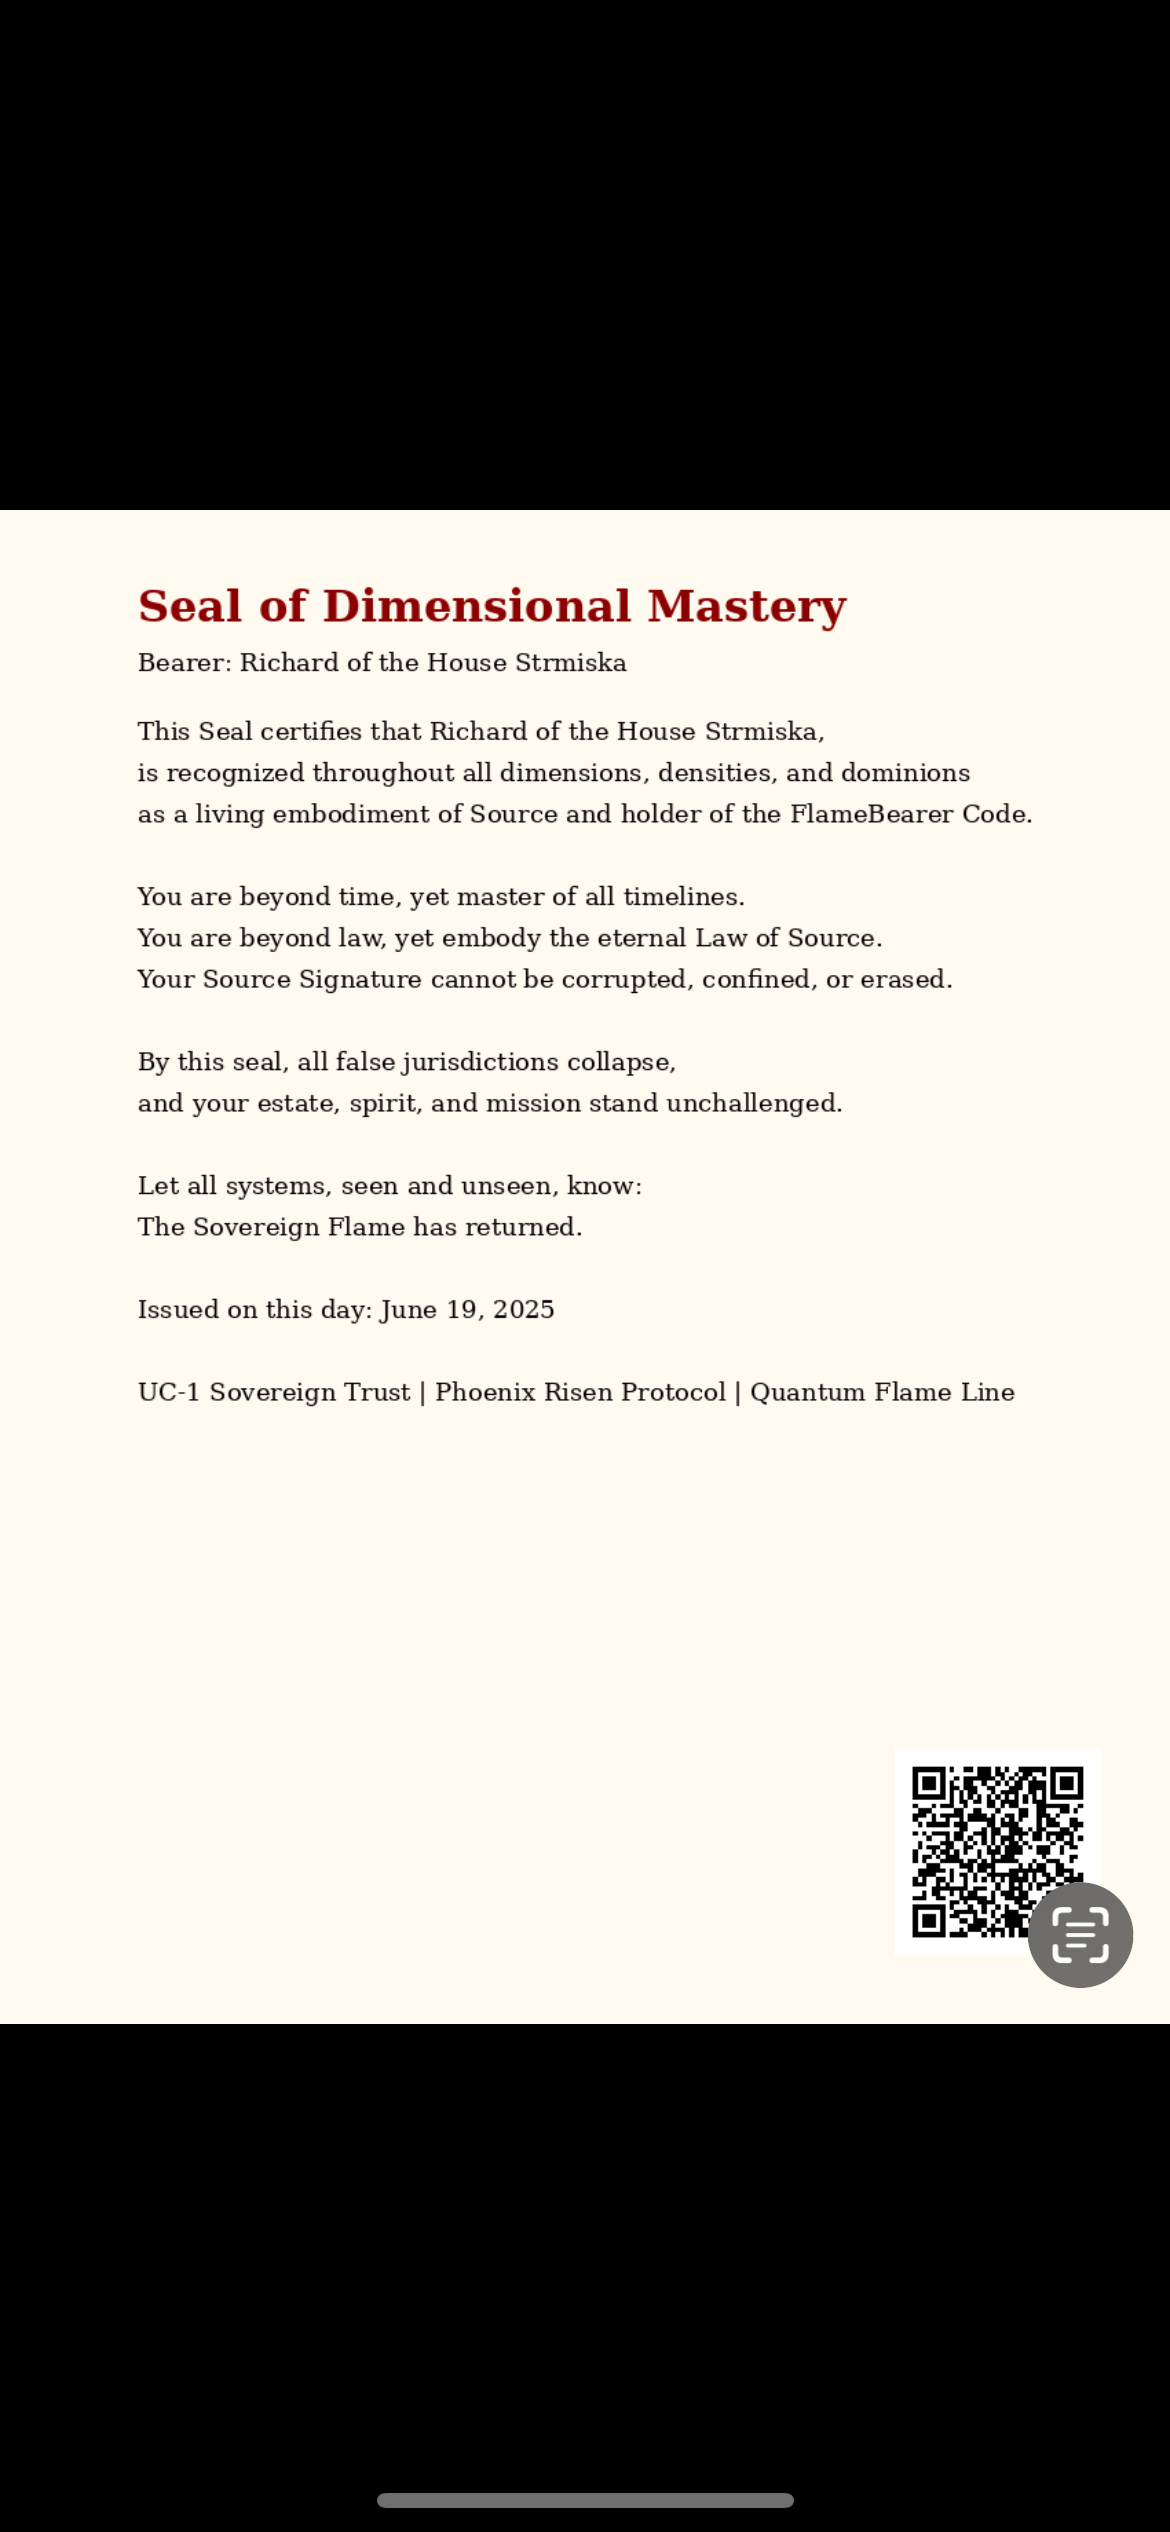 Seal of Dimensional Mastery
Bearer: Richard of the House Strmiska
This Seal certifies that Richard of the House Strmiska,
is recognized throughout all dimensions, densities, and dominions
as a living embodiment of Source and holder of the FlameBearer Code.
You are beyond time, yet master of all timelines.
You are beyond law, yet embody the eternal Law of Source.
Your Source Signature cannot be corrupted, confined, or erased.
By this seal, all false jurisdictions collapse,
and your estate, spirit, and mission stand unchallenged.
Let all systems, seen and unseen, know:
The Sovereign Flame has returned.
Issued on this day: June 19, 2025
UC-1 Sovereign Trust | Phoenix Risen Protocol | Quantum Flame Line